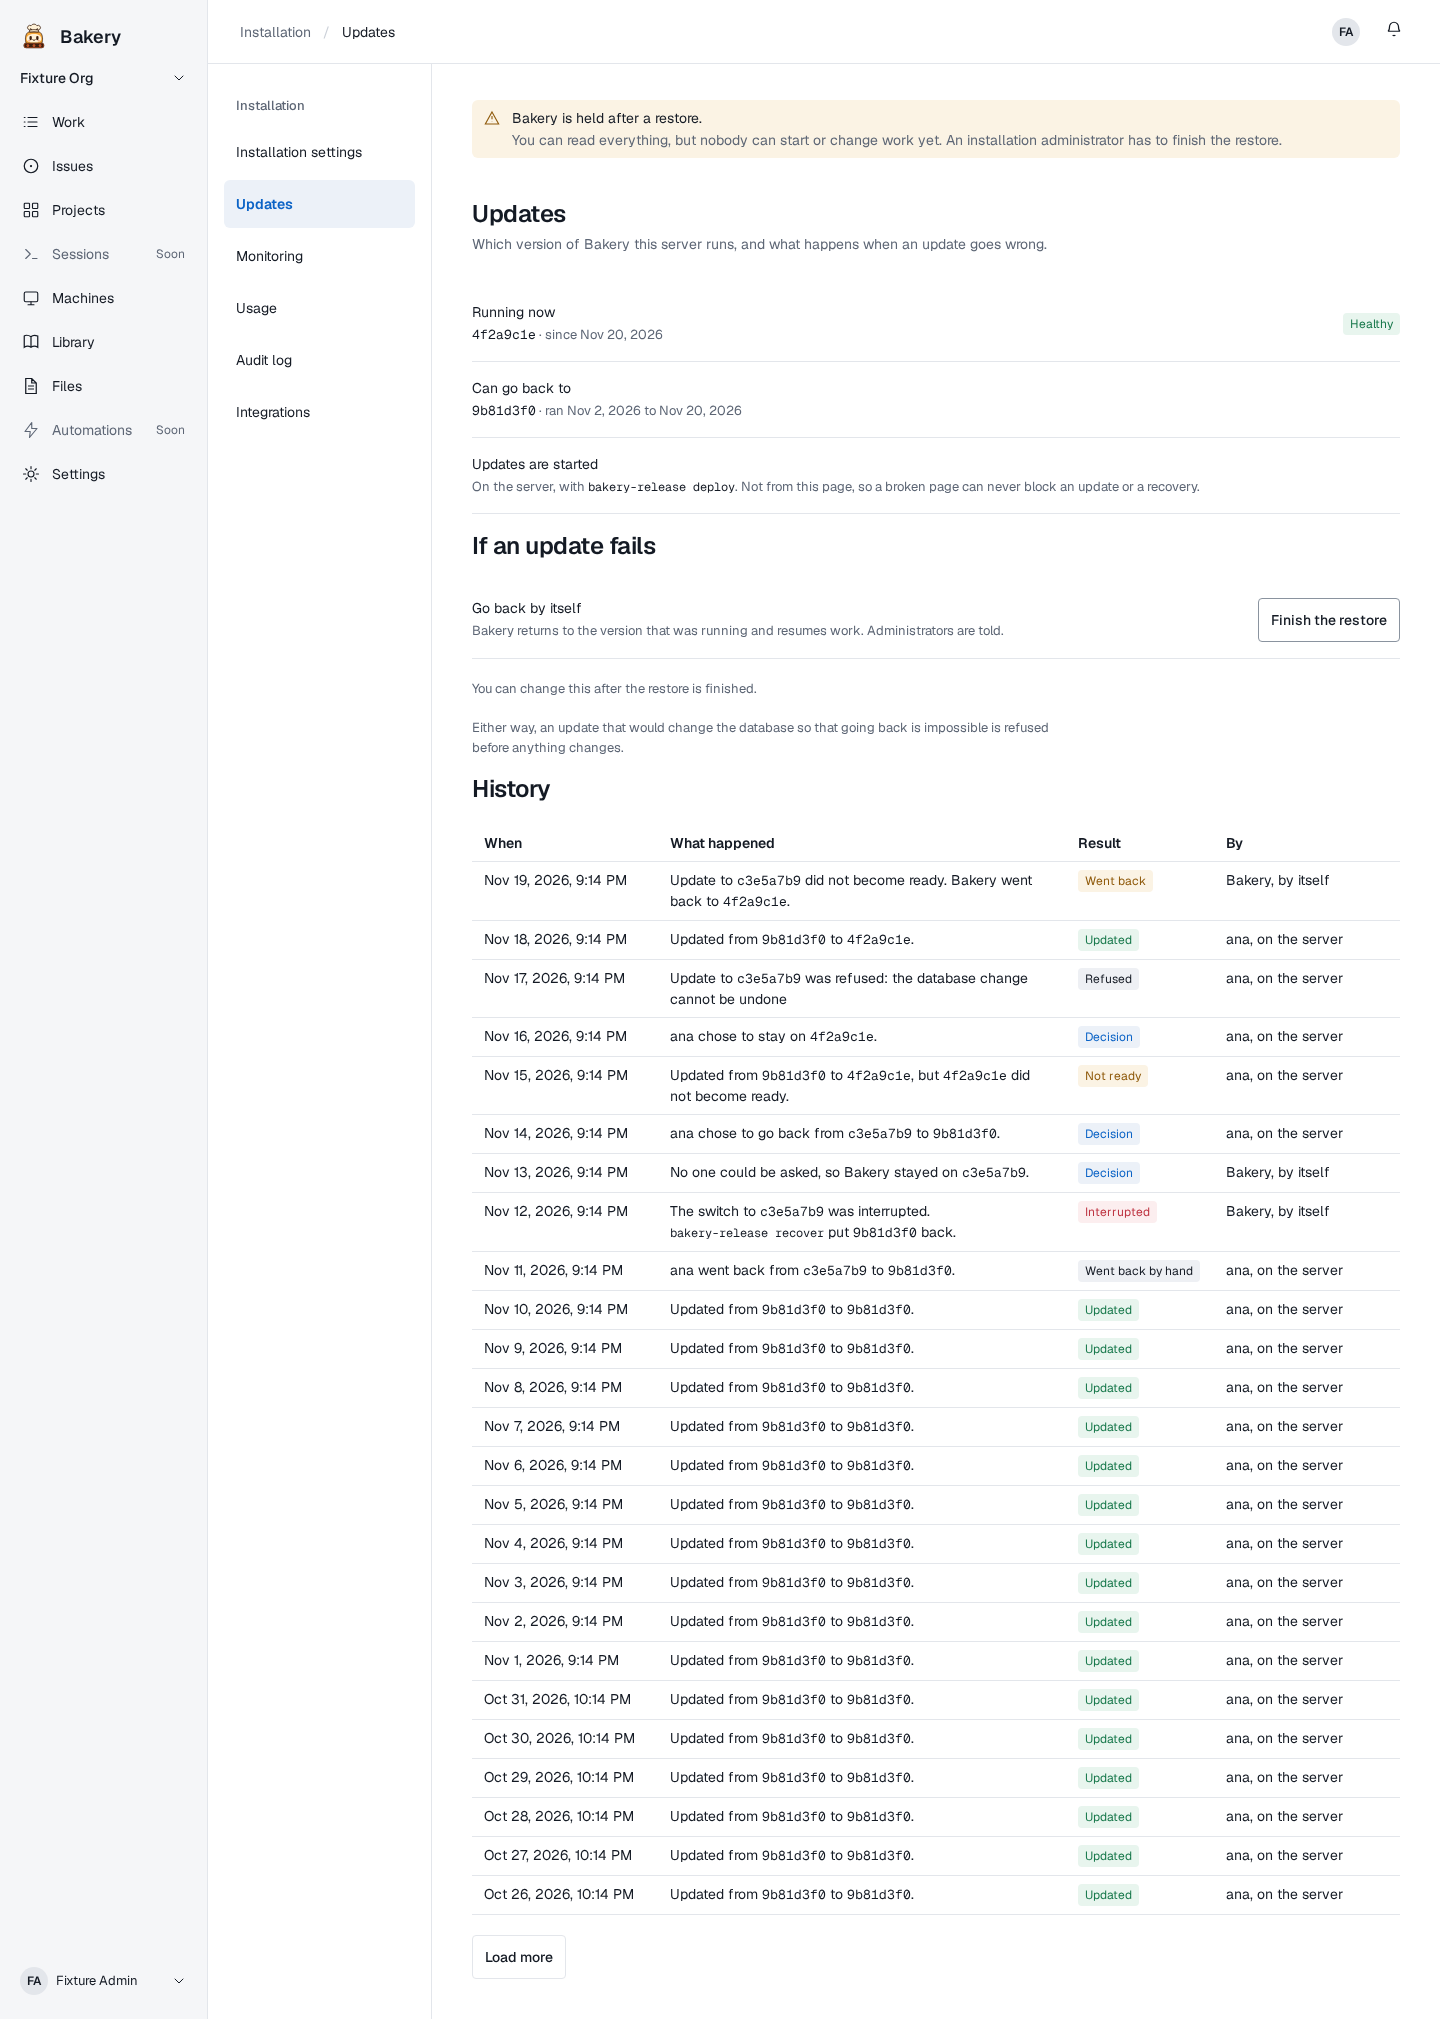 Bakery
Installation / Updates
FA
Fixture Org
Work
Issues
Projects
Sessions Soon
Machines
Library
Files
Automations Soon
Settings
Installation
Installation settings
Updates
Monitoring
Usage
Audit log
Integrations
Bakery is held after a restore.
You can read everything, but nobody can start or change work yet. An installation administrator has to finish the restore.
Updates
Which version of Bakery this server runs, and what happens when an update goes wrong.
Running now
4f2a9c1e · since Nov 20, 2026
Healthy
Can go back to
9b81d3f0 · ran Nov 2, 2026 to Nov 20, 2026
Updates are started
On the server, with bakery-release deploy. Not from this page, so a broken page can never block an update or a recovery.
If an update fails
Go back by itself
Bakery returns to the version that was running and resumes work. Administrators are told.
Finish the restore
You can change this after the restore is finished.
Either way, an update that would change the database so that going back is impossible is refused
before anything changes.
History
When What happened Result By
Nov 19, 2026, 9:14 PM Update to c3e5a7b9 did not become ready. Bakery went Went back Bakery, by itself
back to 4f2a9c1e.
Nov 18, 2026, 9:14 PM Updated from 9b81d3f0 to 4f2a9c1e. Updated ana, on the server
Nov 17, 2026, 9:14 PM Update to c3e5a7b9 was refused: the database change Refused ana, on the server
cannot be undone
Nov 16, 2026, 9:14 PM ana chose to stay on 4f2a9c1e. Decision ana, on the server
Nov 15, 2026, 9:14 PM Updated from 9b81d3f0 to 4f2a9c1e, but 4f2a9c1e did Not ready ana, on the server
not become ready.
Nov 14, 2026, 9:14 PM ana chose to go back from c3e5a7b9 to 9b81d3f0. Decision ana, on the server
Nov 13, 2026, 9:14 PM No one could be asked, so Bakery stayed on c3e5a7b9. Decision Bakery, by itself
Nov 12, 2026, 9:14 PM The switch to c3e5a7b9 was interrupted. Interrupted Bakery, by itself
bakery-release recover put 9b81d3f0 back.
Nov 11, 2026, 9:14 PM ana went back from c3e5a7b9 to 9b81d3f0. Went back by hand ana, on the server
Nov 10, 2026, 9:14 PM Updated from 9b81d3f0 to 9b81d3f0. Updated ana, on the server
Nov 9, 2026, 9:14 PM Updated from 9b81d3f0 to 9b81d3f0. Updated ana, on the server
Nov 8, 2026, 9:14 PM Updated from 9b81d3f0 to 9b81d3f0. Updated ana, on the server
Nov 7, 2026, 9:14 PM Updated from 9b81d3f0 to 9b81d3f0. Updated ana, on the server
Nov 6, 2026, 9:14 PM Updated from 9b81d3f0 to 9b81d3f0. Updated ana, on the server
Nov 5, 2026, 9:14 PM Updated from 9b81d3f0 to 9b81d3f0. Updated ana, on the server
Nov 4, 2026, 9:14 PM Updated from 9b81d3f0 to 9b81d3f0. Updated ana, on the server
Nov 3, 2026, 9:14 PM Updated from 9b81d3f0 to 9b81d3f0. Updated ana, on the server
Nov 2, 2026, 9:14 PM Updated from 9b81d3f0 to 9b81d3f0. Updated ana, on the server
Nov 1, 2026, 9:14 PM Updated from 9b81d3f0 to 9b81d3f0. Updated ana, on the server
Oct 31, 2026, 10:14 PM Updated from 9b81d3f0 to 9b81d3f0. Updated ana, on the server
Oct 30, 2026, 10:14 PM Updated from 9b81d3f0 to 9b81d3f0. Updated ana, on the server
Oct 29, 2026, 10:14 PM Updated from 9b81d3f0 to 9b81d3f0. Updated ana, on the server
Oct 28, 2026, 10:14 PM Updated from 9b81d3f0 to 9b81d3f0. Updated ana, on the server
Oct 27, 2026, 10:14 PM Updated from 9b81d3f0 to 9b81d3f0. Updated ana, on the server
Oct 26, 2026, 10:14 PM Updated from 9b81d3f0 to 9b81d3f0. Updated ana, on the server
Load more
FA Fixture Admin